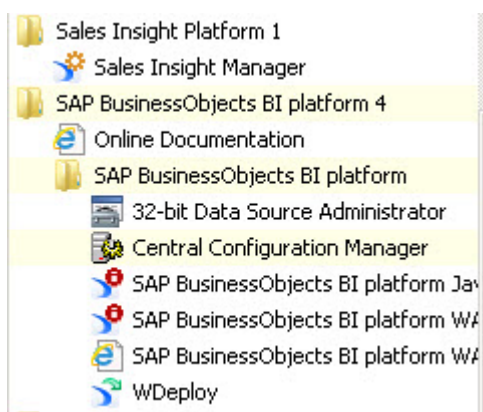 Sales Insight Platform 1
Sales Insight Manager
SAP BusinessObjects BI platform 4
Online Documentation
SAP BusinessObjects BI platform
32-bit Data Source Administrator
Central Configuration Manager
SAP BusinessObjects BI platform Jav
SAP BusinessObjects BI platform WA
SAP BusinessObjects BI platform WA
WDeploy